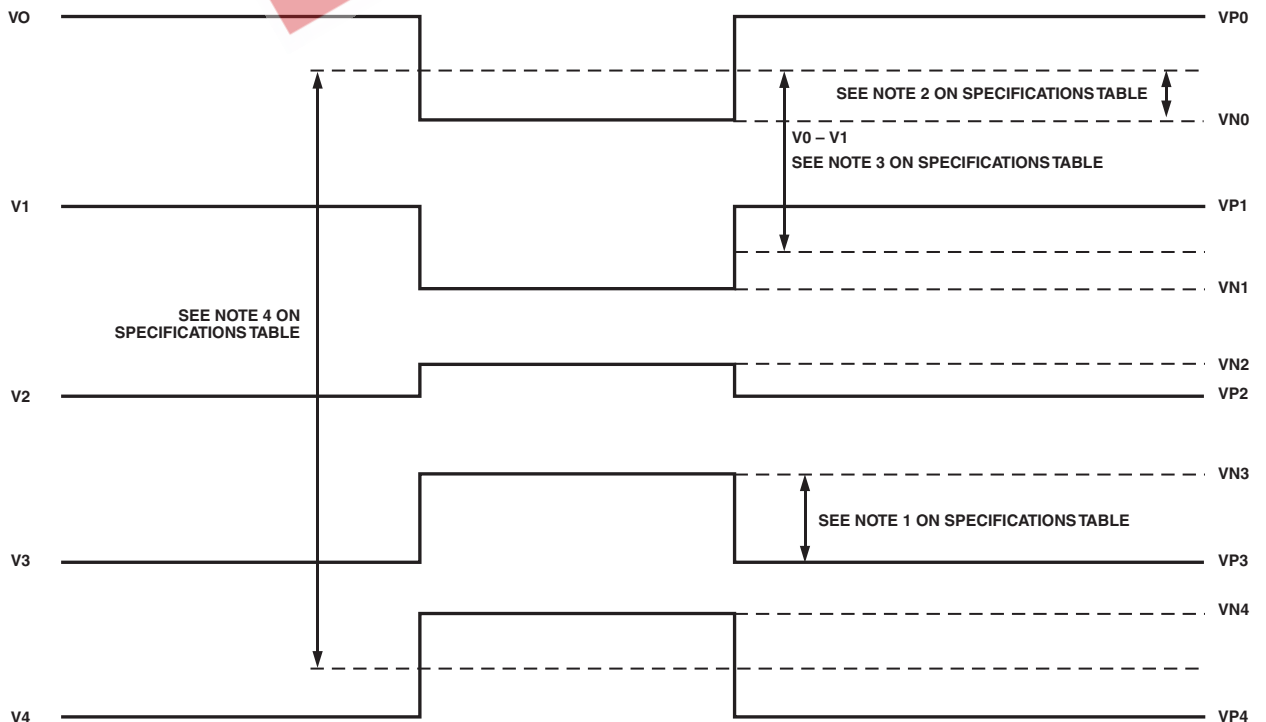 VO
VP0
SEE NOTE 2 ON SPECIFICATIONS TABLE
VN0
V0 – V1
SEE NOTE 3 ON SPECIFICATIONS TABLE
V1
VP1
VN1
SEE NOTE 4 ON
SPECIFICATIONS TABLE
VN2
V2
VP2
VN3
SEE NOTE 1 ON SPECIFICATIONS TABLE
V3
VP3
VN4
V4
VP4